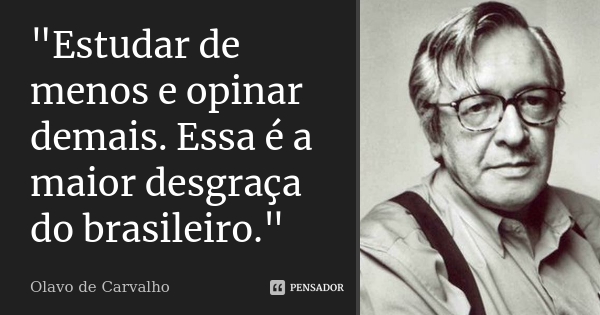 "Estudar de
menos e opinar
demais. Essa é a
maior desgraça
do brasileiro."
Olavo de Carvalho
PENSADOR